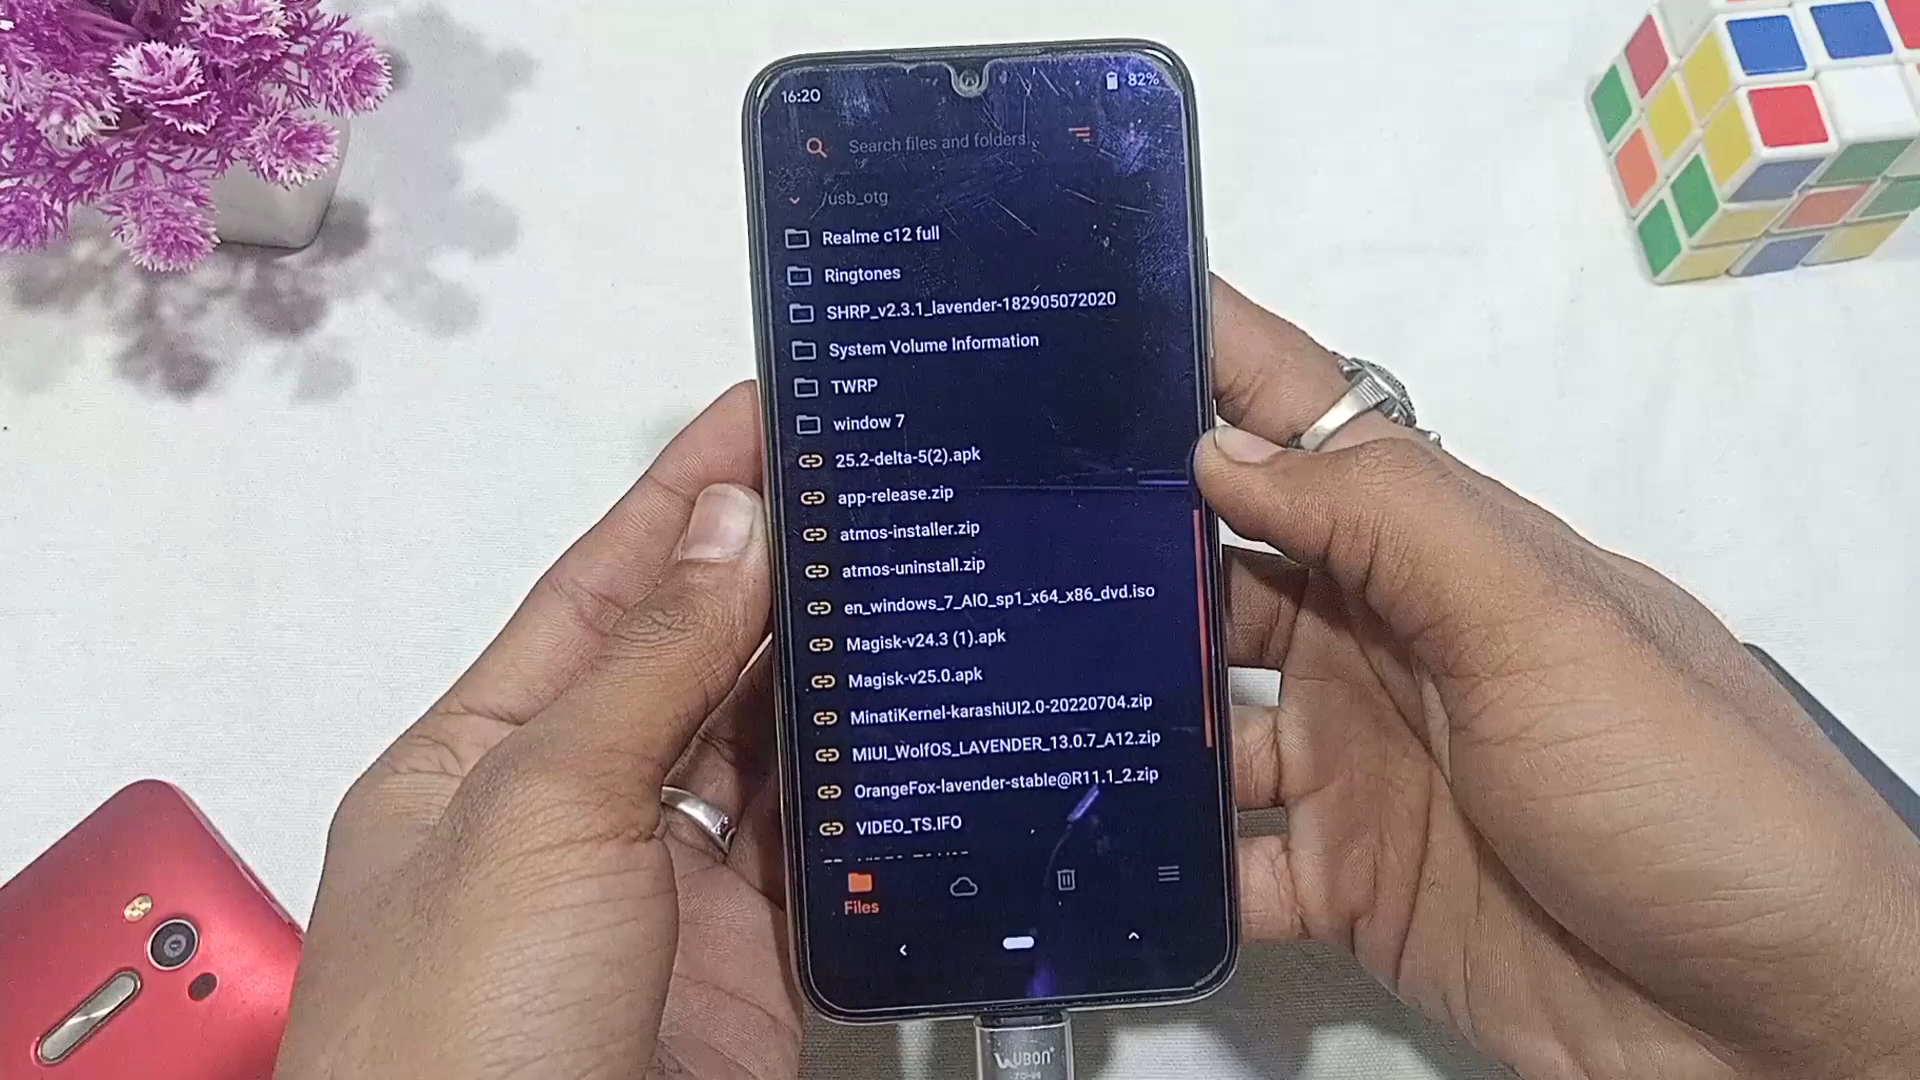 16:20
82%
Search files and folders..
/usb_otg
Realme c12 full
Ringtones
SHRP_v2.3.1_lavender-182905072020
System Volume Information
TWRP
window 7
25.2-delta-5(2).apk
app-release.zip
atmos-installer.zip
atmos-uninstall.zip
en_windows_7_AIO_sp1_x64_x86_dvd.iso
Magisk-v24.3 (1).apk
Magisk-v25.0.apk
MinatiKernel-karashiUI2.0-20220704.zip
MIUI_WolfOS_LAVENDER_13.0.7_A12.zip
OrangeFox-lavender-stable@R11.1_2.zip
VIDEO_TS.IFO
Files
UBON